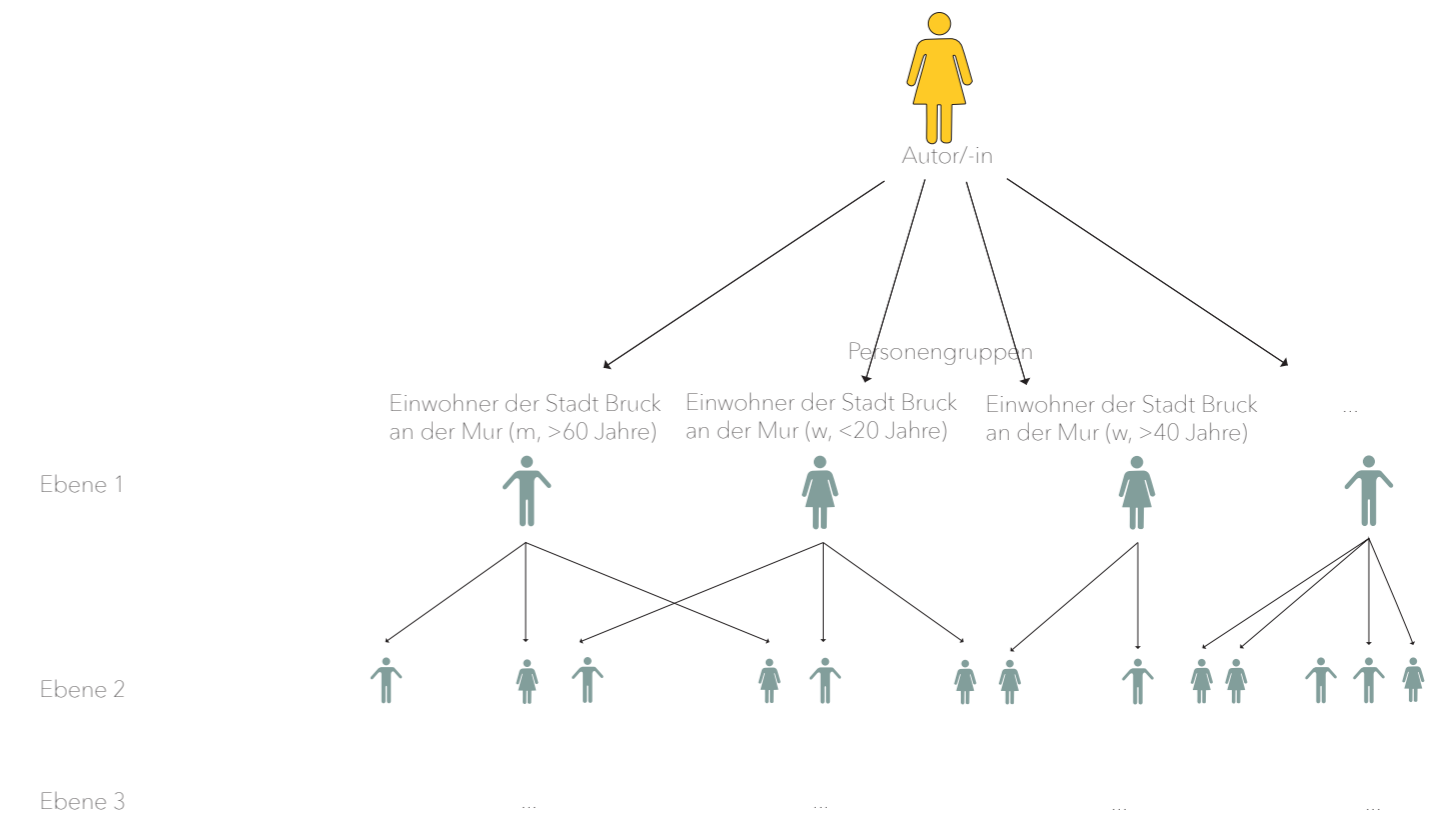 Autor/-in
Personengruppen
Einwohner der Stadt Bruck
an der Mur (m, >60 Jahre)
Einwohner der Stadt Bruck
an der Mur (w, <20 Jahre)
Einwohner der Stadt Bruck
an der Mur (w, >40 Jahre)
...
Ebene 1
Ebene 2
Ebene 3
...
...
...
...